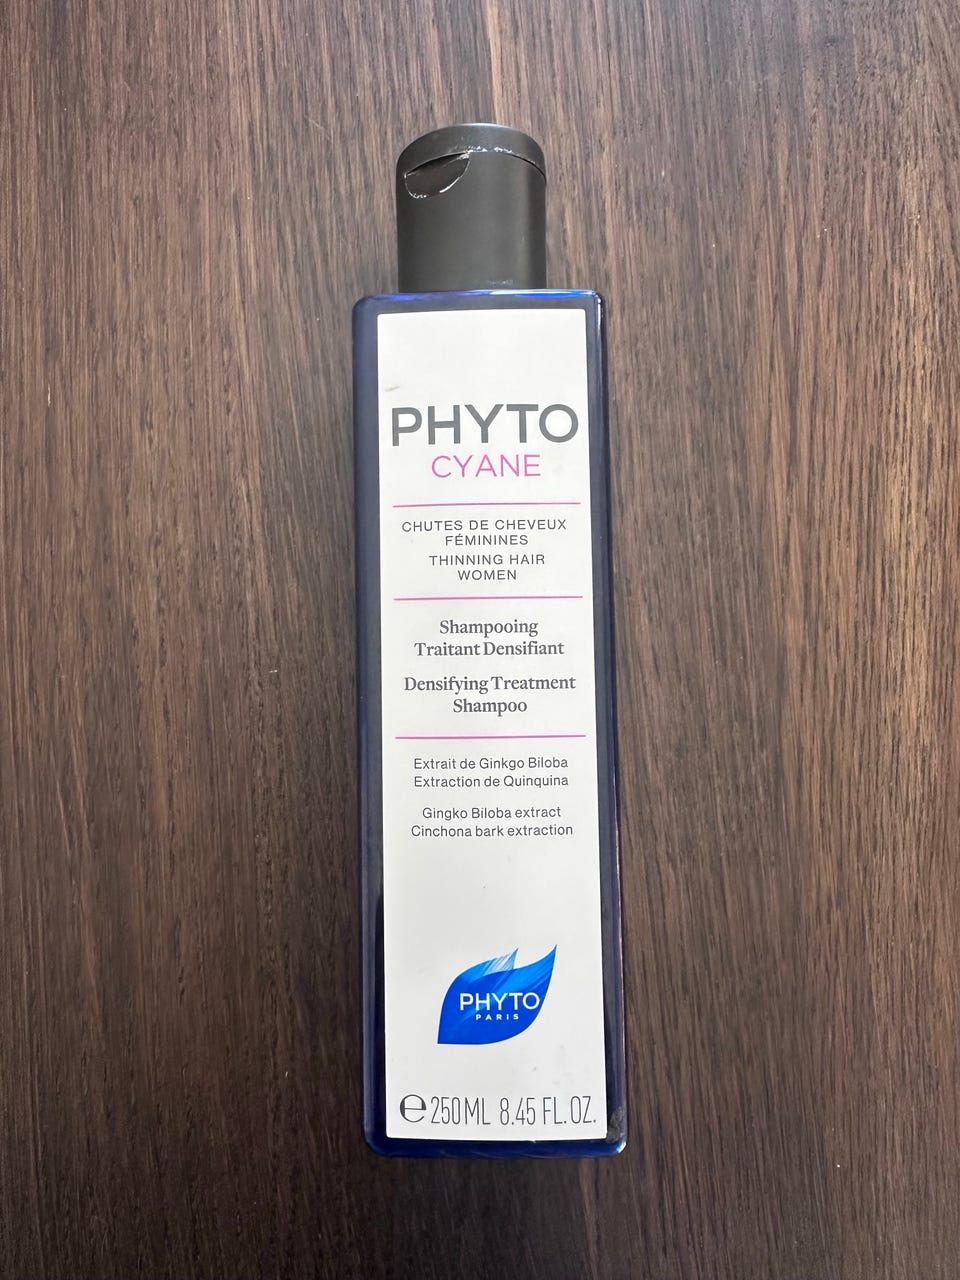 PHYTO
CYANE
CHUTES DE CHEVEUX
FÉMININES
THINNING HAIR
WOMEN
Shampooing
Traitant Densifiant
Densifying Treatment
Shampoo
Extrait de Ginkgo Biloba
Extraction de Quinquina
Gingko Biloba extract
Cinchona bark extraction
PHYTO
PARIS
℮ 250ML 8.45 FL.OZ.